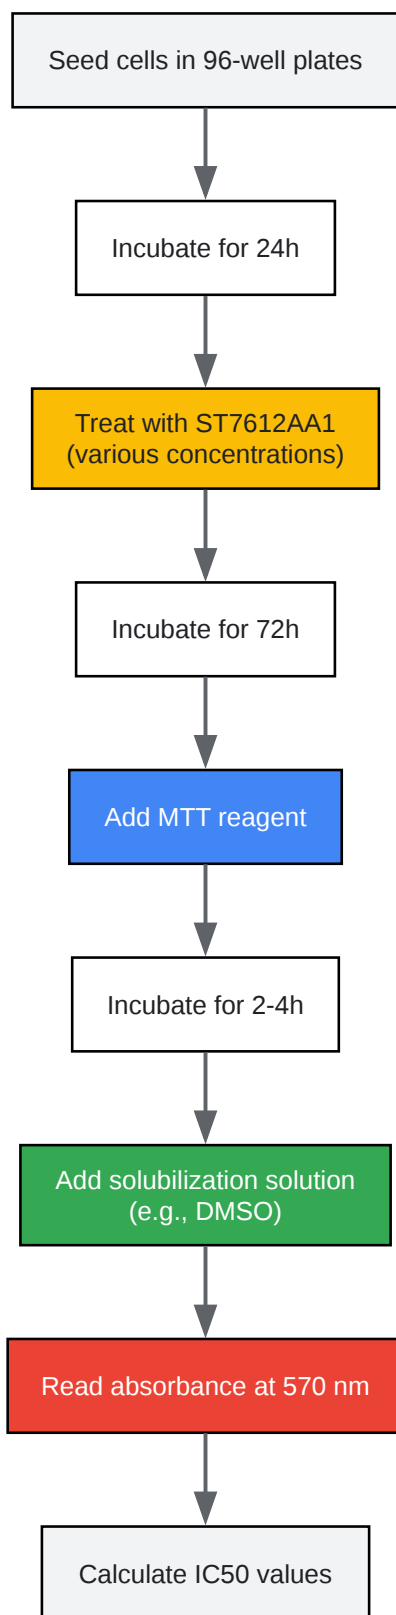 Seed cells in 96-well plates
Incubate for 24h
Treat with ST7612AA1
(various concentrations)
Incubate for 72h
Add MTT reagent
Incubate for 2-4h
Add solubilization solution
(e.g., DMSO)
Read absorbance at 570 nm
Calculate IC50 values